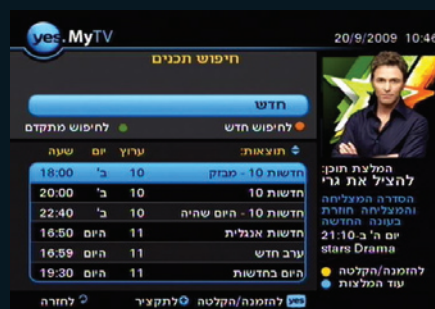 yes.MyTV
20/9/2009 10:46
חיפוש תכנים
חדש
לחיפוש חדש
לחיפוש מתקדם
תוצאות: ערוץ יום שעה
חדשות 10 - מבזק 10 ב' 18:00
חדשות 10 10 ב' 20:00
חדשות 10 - היום שהיה 10 ב' 22:40
חדשות אנגלית 11 היום 16:50
ערב חדש 11 היום 16:59
היום בחדשות 11 היום 19:30
המלצת תוכן:
להציל את גרי
הסדרה המצליחה
והמצליחה חוזרת
בעונה החדשה
יום ה' ב-21:10
stars Drama
להזמנה/הקלטה
עוד המלצות
yes להזמנה/הקלטה לתקציר לחזרה